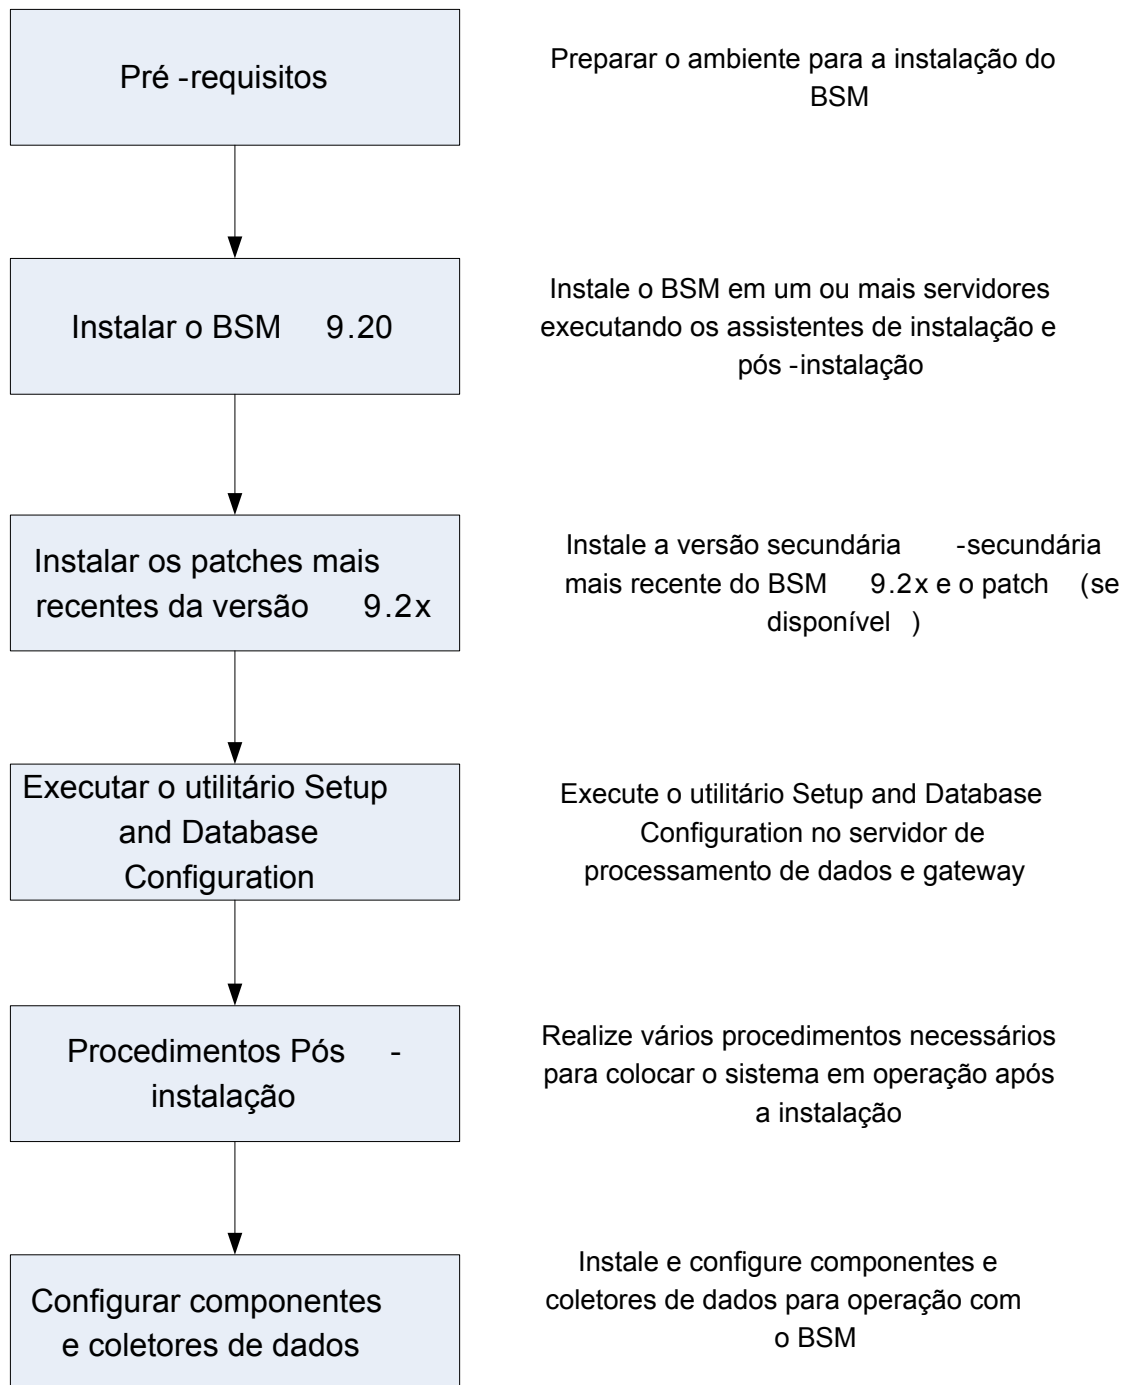 Pré -requisitos
Preparar o ambiente para a instalação do
BSM
Instalar o BSM 9.20
Instale o BSM em um ou mais servidores
executando os assistentes de instalação e
pós -instalação
Instalar os patches mais
recentes da versão 9.2x
Instale a versão secundária -secundária
mais recente do BSM 9.2x e o patch (se
disponível )
Executar o utilitário Setup
and Database
Configuration
Execute o utilitário Setup and Database
Configuration no servidor de
processamento de dados e gateway
Procedimentos Pós -
instalação
Realize vários procedimentos necessários
para colocar o sistema em operação após
a instalação
Configurar componentes
e coletores de dados
Instale e configure componentes e
coletores de dados para operação com
o BSM